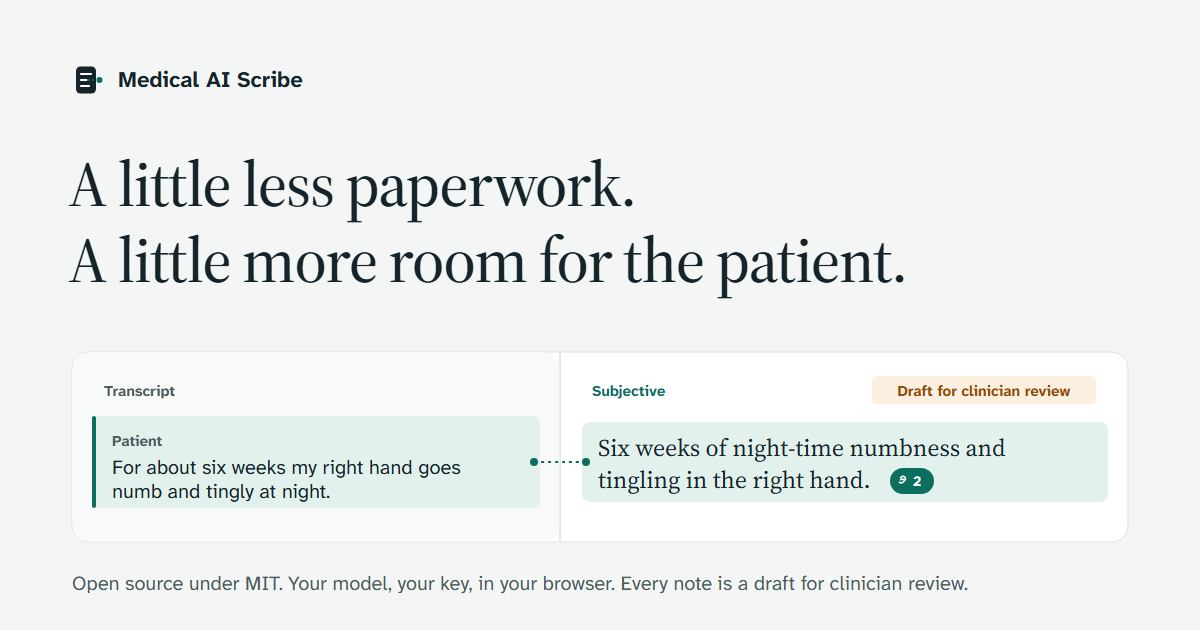 Medical AI Scribe
A little less paperwork.
A little more room for the patient.
Transcript
Patient
For about six weeks my right hand goes
numb and tingly at night.
Subjective
Draft for clinician review
Six weeks of night-time numbness and
tingling in the right hand. 2
Open source under MIT. Your model, your key, in your browser. Every note is a draft for clinician review.